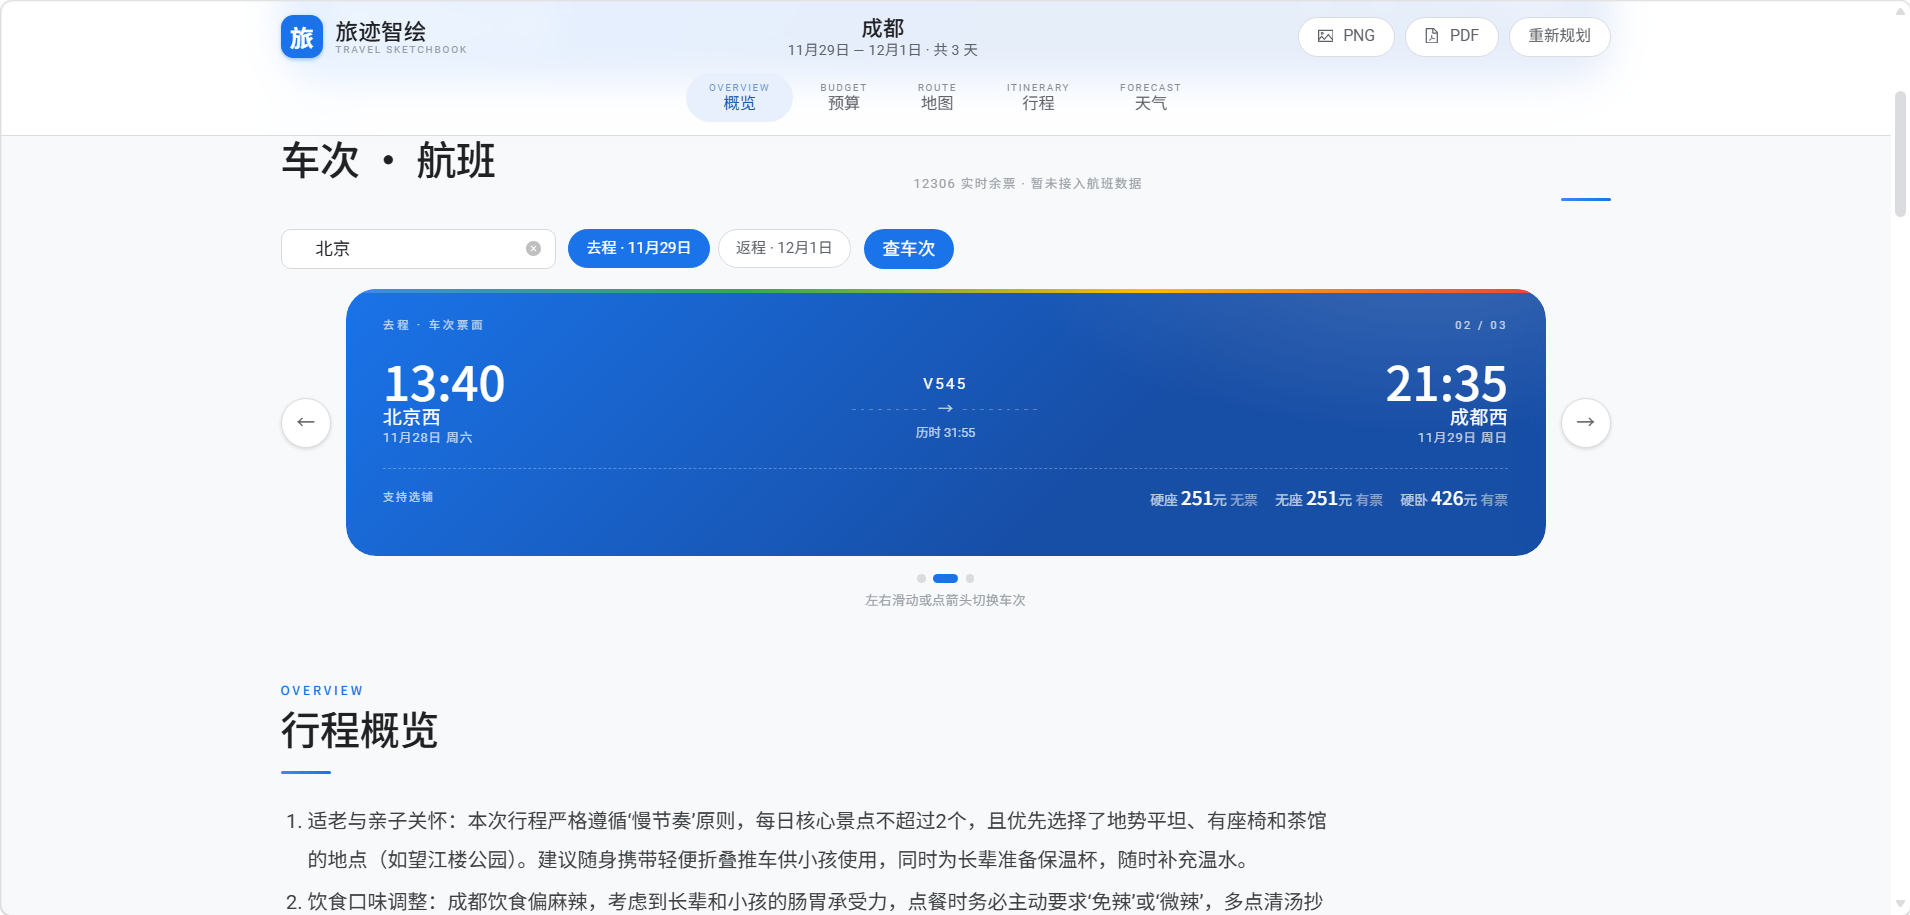 旅 旅迹智绘
TRAVEL SKETCHBOOK
成都
11月29日 — 12月1日 · 共 3 天
PNG
PDF
重新规划
OVERVIEW
概览
BUDGET
预算
ROUTE
地图
ITINERARY
行程
FORECAST
天气
车次 · 航班
12306 实时余票 · 暂未接入航班数据
北京
去程 · 11月29日
返程 · 12月1日
查车次
去程 · 车次票面
02 / 03
13:40
北京西
11月28日 周六
V545
→
历时 31:55
21:35
成都西
11月29日 周日
←
→
支持选铺
硬座 251元 无票 无座 251元 有票 硬卧 426元 有票
左右滑动或点箭头切换车次
OVERVIEW
行程概览
1. 适老与亲子关怀：本次行程严格遵循‘慢节奏’原则，每日核心景点不超过2个，且优先选择了地势平坦、有座椅和茶馆
的地点（如望江楼公园）。建议随身携带轻便折叠推车供小孩使用，同时为长辈准备保温杯，随时补充温水。
2. 饮食口味调整：成都饮食偏麻辣，考虑到长辈和小孩的肠胃承受力，点餐时务必主动要求‘免辣’或‘微辣’，多点清汤抄